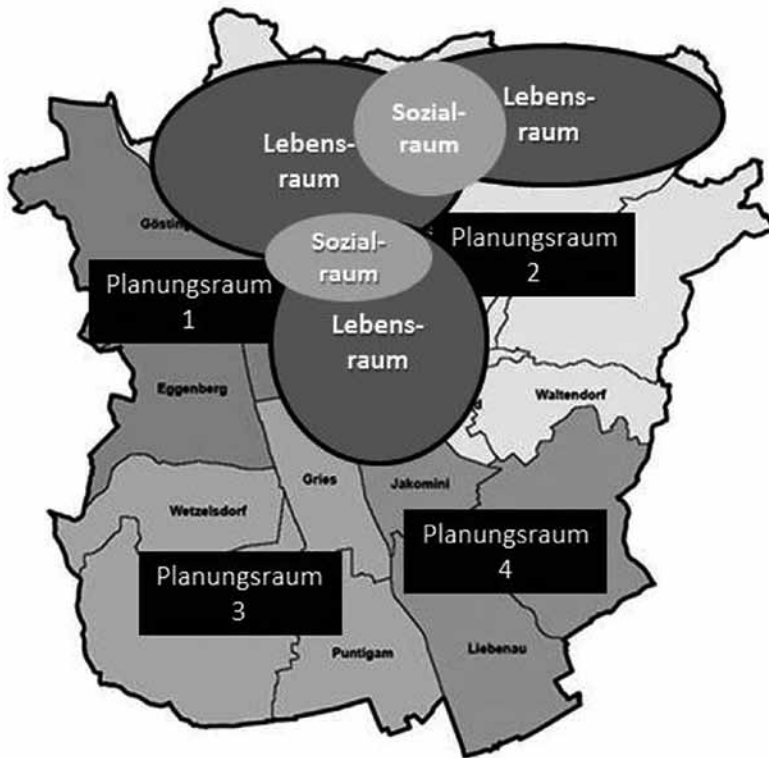 Lebens-
raum
Sozial-
raum
Lebens-
raum
Gösting
Sozial-
raum
Planungsraum
2
Planungsraum
1
Lebens-
raum
Eggenberg
Waltendorf
Gries
Jakomini
Wetzelsdorf
Planungsraum
4
Planungsraum
3
Puntigam
Liebenau